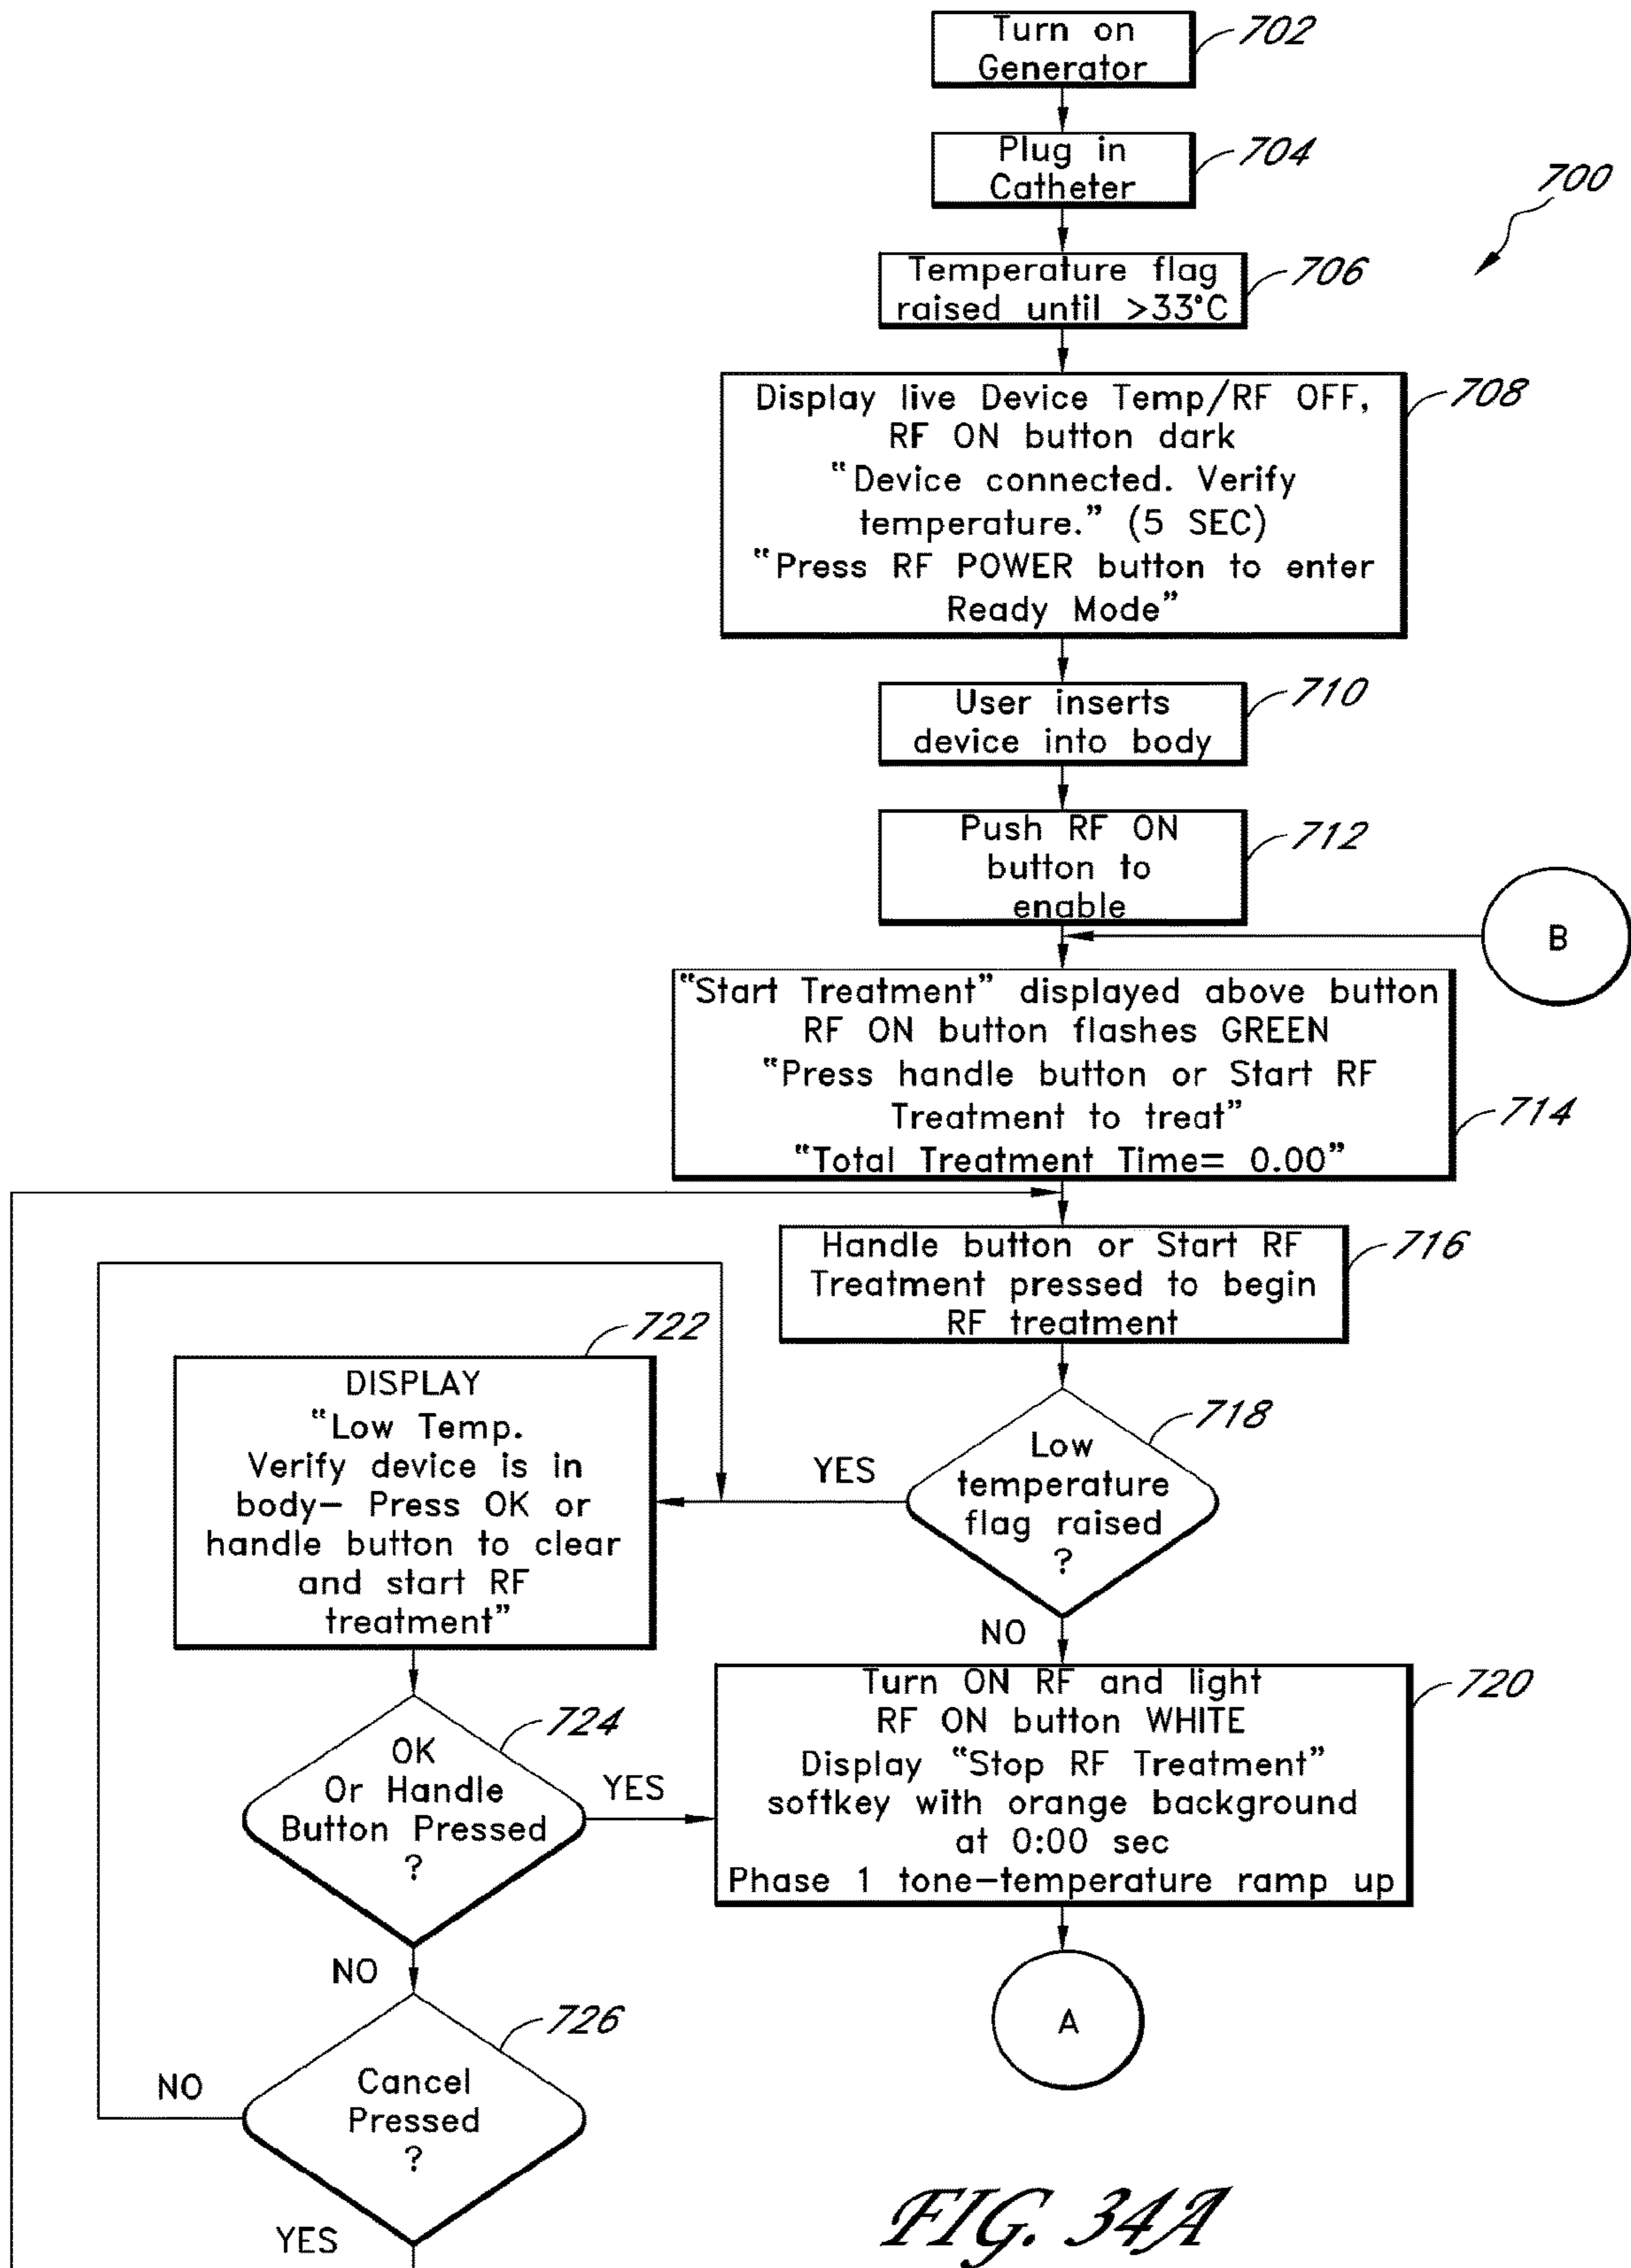 Turn on
Generator
702
Plug in
Catheter
704
700
Temperature flag
raised until >33°C
706
Display live Device Temp/RF OFF,
RF ON button dark
"Device connected. Verify
temperature." (5 SEC)
"Press RF POWER button to enter
Ready Mode"
708
User inserts
device into body
710
Push RF ON
button to
enable
712
B
"Start Treatment" displayed above button
RF ON button flashes GREEN
"Press handle button or Start RF
Treatment to treat"
"Total Treatment Time= 0.00"
714
Handle button or Start RF
Treatment pressed to begin
RF treatment
716
Low
temperature
flag raised
?
718
YES
NO
722
DISPLAY
"Low Temp.
Verify device is in
body– Press OK or
handle button to clear
and start RF
treatment"
Turn ON RF and light
RF ON button WHITE
Display "Stop RF Treatment"
softkey with orange background
at 0:00 sec
Phase 1 tone–temperature ramp up
720
OK
Or Handle
Button Pressed
?
724
YES
NO
A
Cancel
Pressed
?
726
NO
YES
FIG. 34A